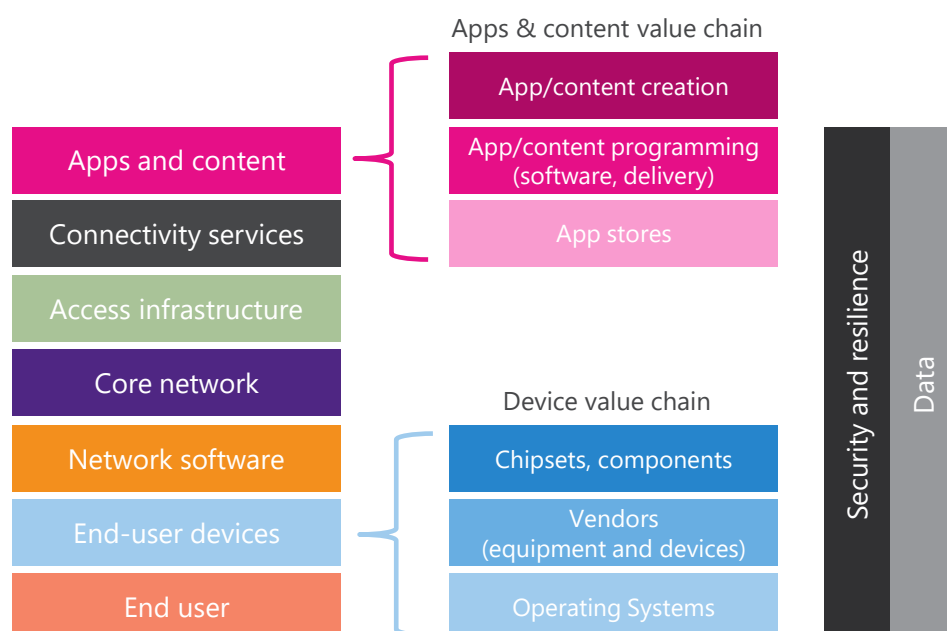 Apps & content value chain
App/content creation
Apps and content
App/content programming
(software, delivery)
Connectivity services
App stores
Access infrastructure
Core network
Device value chain
Network software
Chipsets, components
End-user devices
Vendors
(equipment and devices)
End user
Operating Systems
Security and resilience
Data